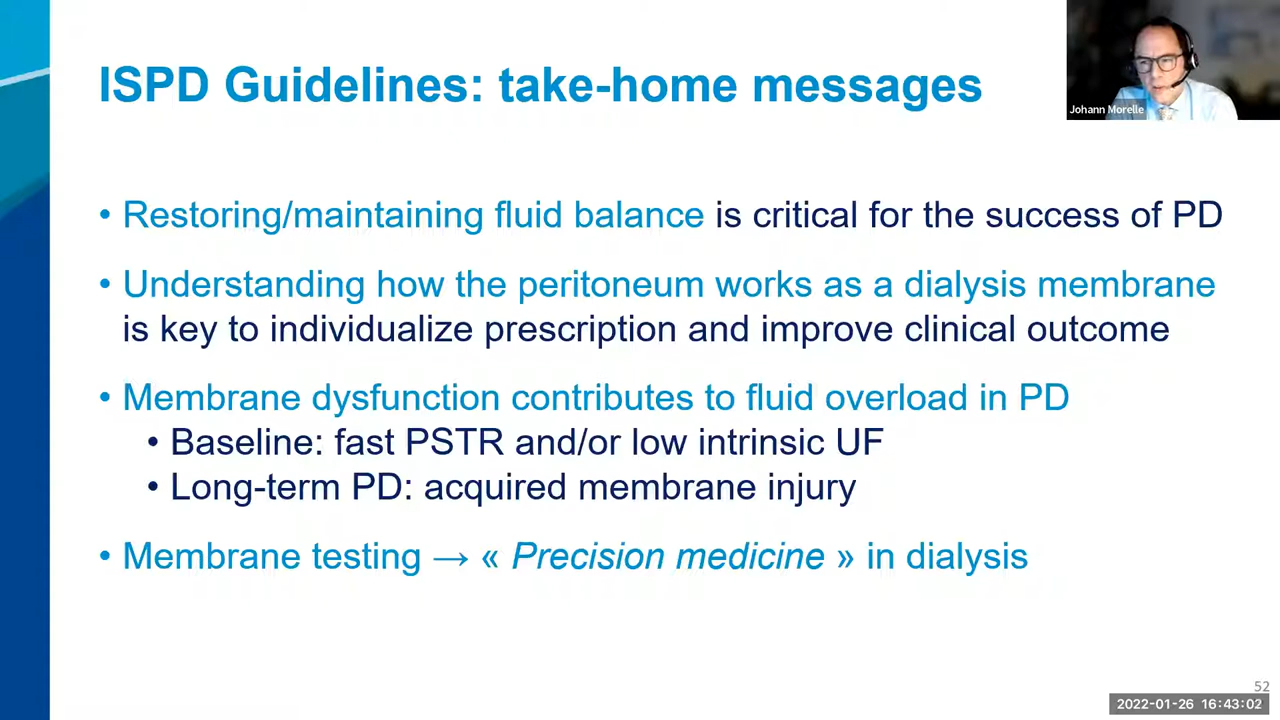 ISPD Guidelines: take-home messages
Johann Morelle
• Restoring/maintaining fluid balance is critical for the success of PD
• Understanding how the peritoneum works as a dialysis membrane
is key to individualize prescription and improve clinical outcome
• Membrane dysfunction contributes to fluid overload in PD
• Baseline: fast PSTR and/or low intrinsic UF
• Long-term PD: acquired membrane injury
• Membrane testing → « Precision medicine » in dialysis
52
2022-01-26 16:43:02